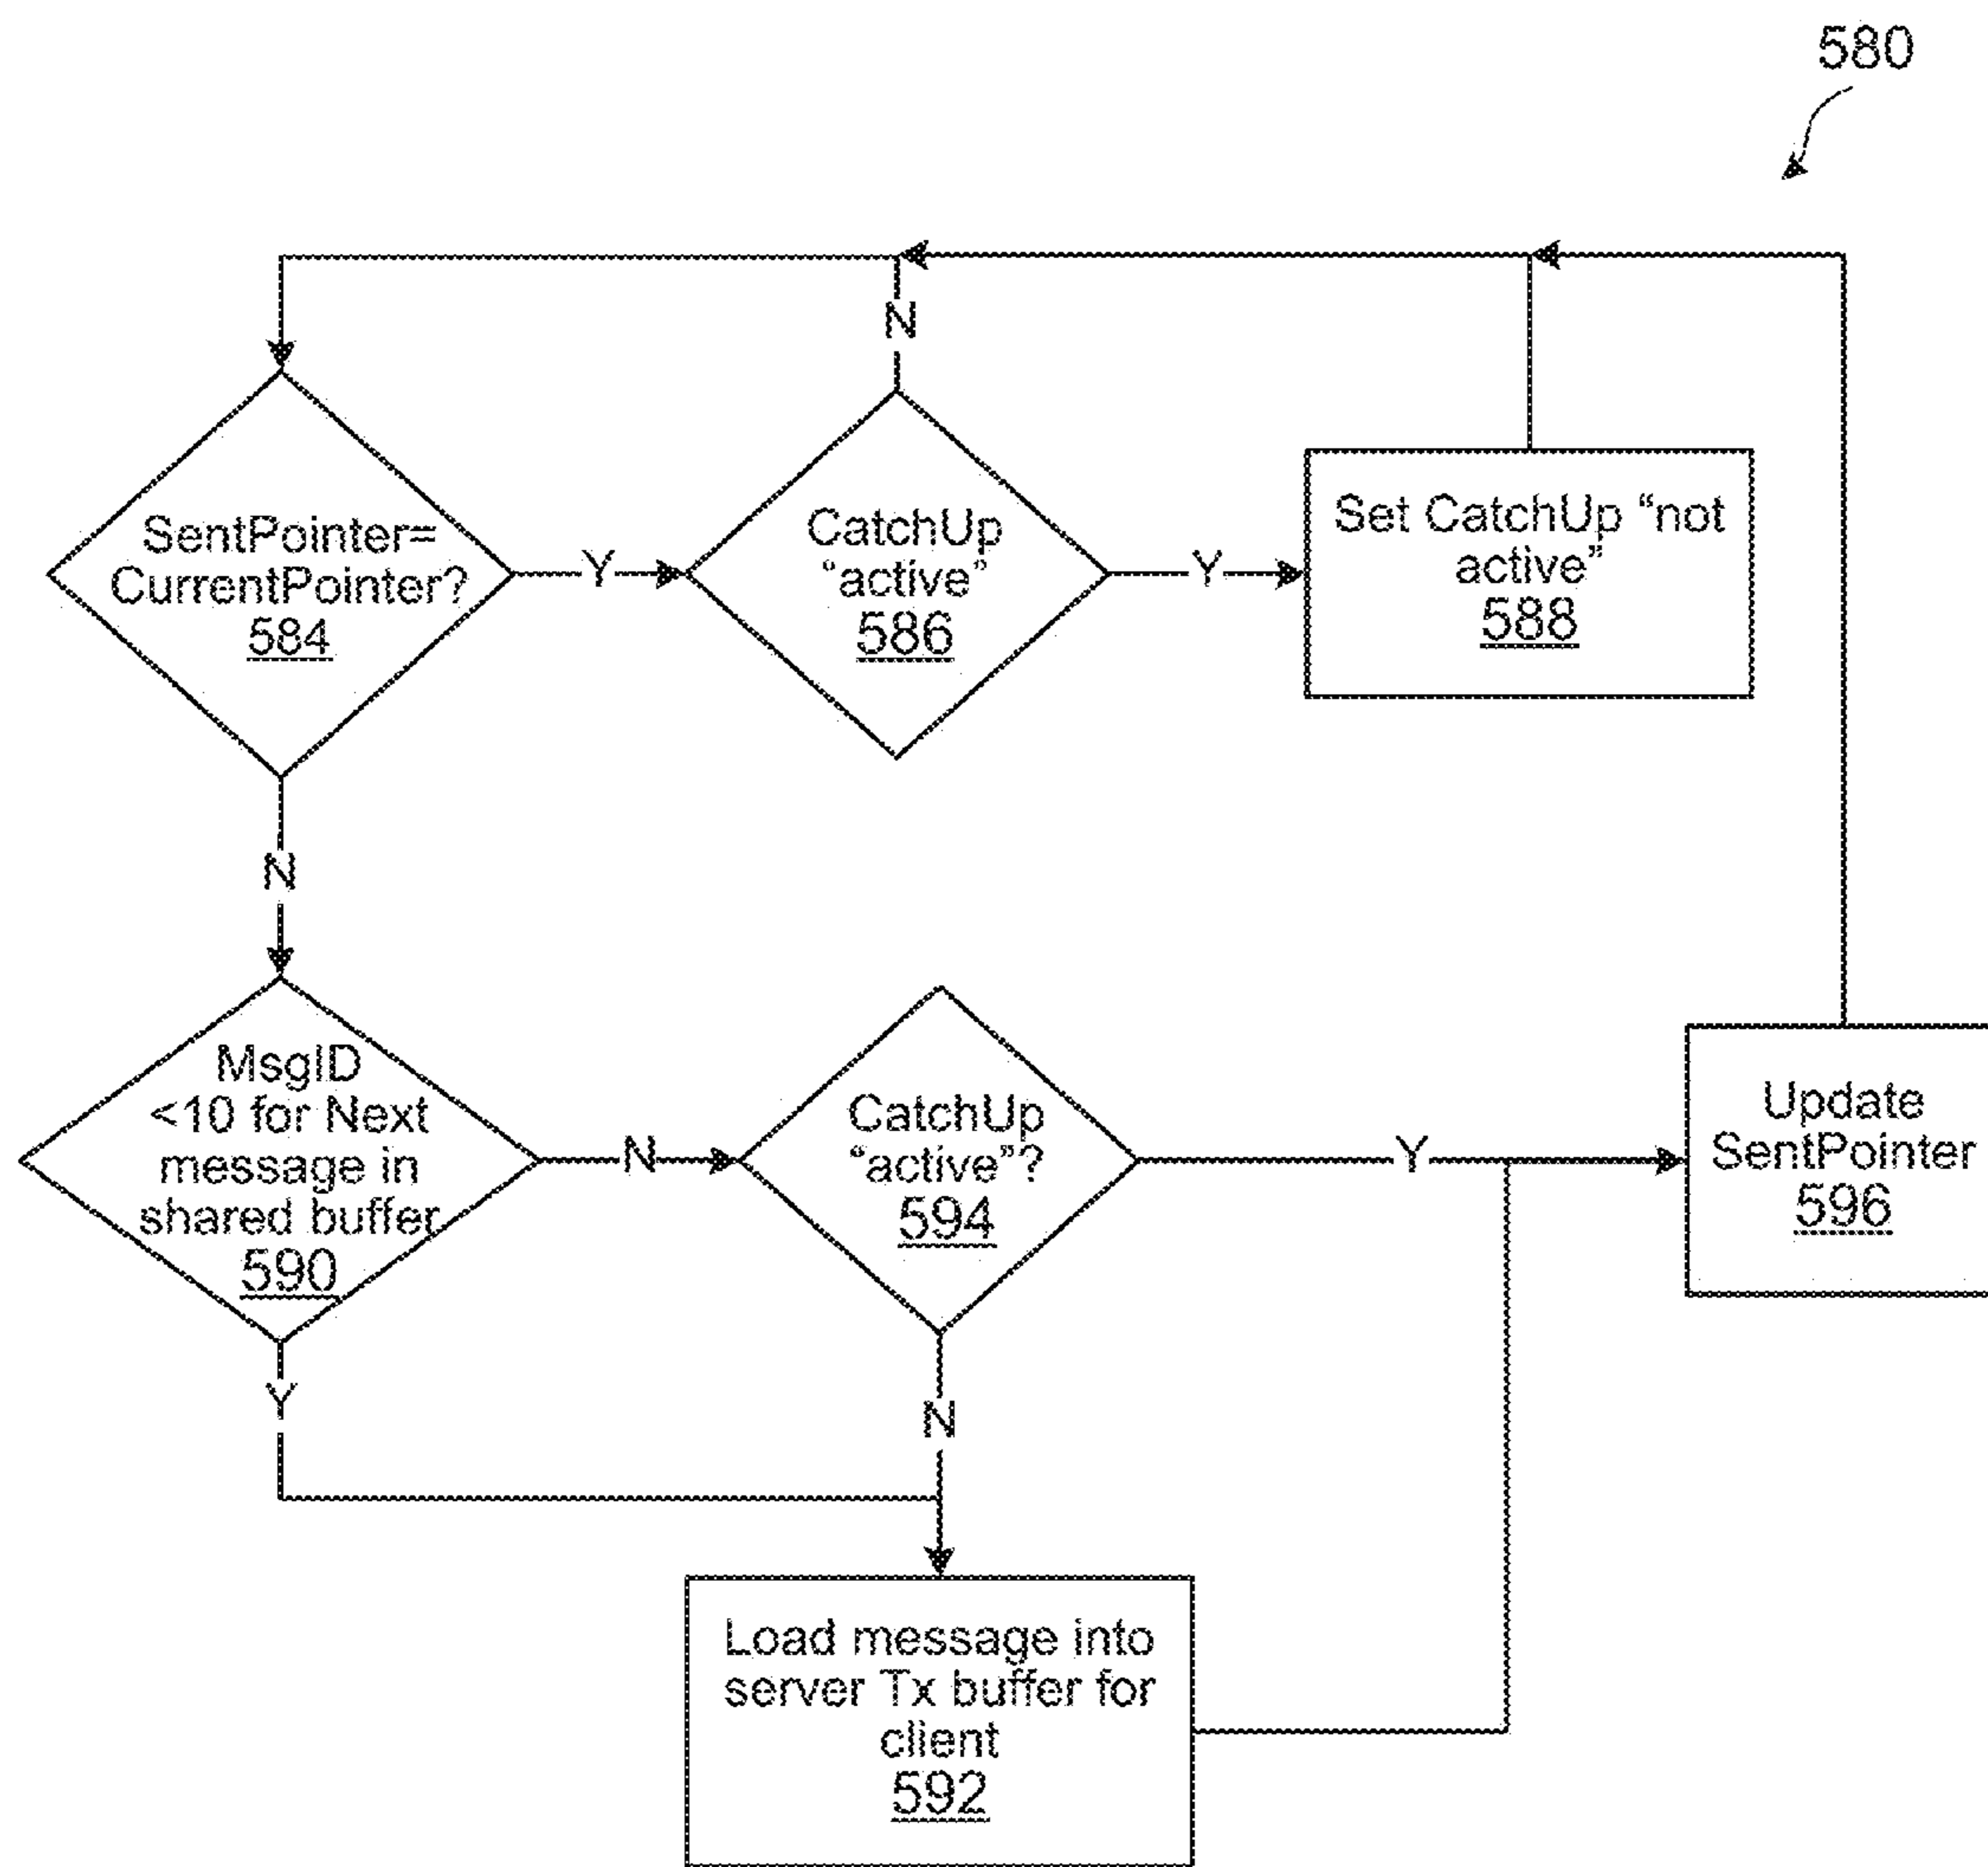 580
N
SentPointer=
CurrentPointer?
584
Y
CatchUp
“active”
586
Y
Set CatchUp “not
active”
588
N
MsgID
<10 for Next
message in
shared buffer
590
N
CatchUp
“active”?
594
Y
Update
SentPointer
596
Y
N
Load message into
server Tx buffer for
client
592